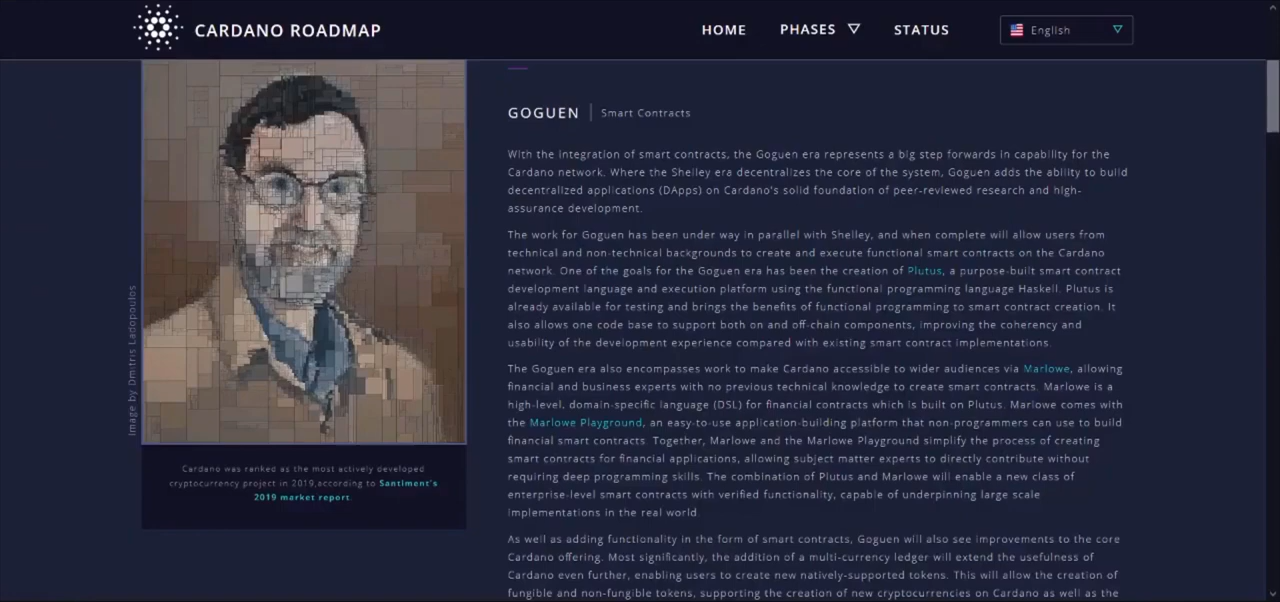 CARDANO ROADMAP
HOME
PHASES
STATUS
English
GOGUEN
Smart Contracts
With the integration of smart contracts, the Goguen era represents a big step forwards in capability for the
Cardano network. Where the Shelley era decentralizes the core of the system, Goguen adds the ability to build
decentralized applications (DApps) on Cardano's solid foundation of peer-reviewed research and high-
assurance development.
The work for Goguen has been under way in parallel with Shelley, and when complete will allow users from
technical and non-technical backgrounds to create and execute functional smart contracts on the Cardano
network. One of the goals for the Goguen era has been the creation of Plutus, a purpose-built smart contract
development language and execution platform using the functional programming language Haskell. Plutus is
already available for testing and brings the benefits of functional programming to smart contract creation. It
also allows one code base to support both on and off-chain components, improving the coherency and
usability of the development experience compared with existing smart contract implementations.
The Goguen era also encompasses work to make Cardano accessible to wider audiences via Marlowe, allowing
financial and business experts with no previous technical knowledge to create smart contracts. Marlowe is a
high-level, domain-specific language (DSL) for financial contracts which is built on Plutus. Marlowe comes with
the Marlowe Playground, an easy-to-use application-building platform that non-programmers can use to build
financial smart contracts. Together, Marlowe and the Marlowe Playground simplify the process of creating
smart contracts for financial applications, allowing subject matter experts to directly contribute without
requiring deep programming skills. The combination of Plutus and Marlowe will enable a new class of
enterprise-level smart contracts with verified functionality, capable of underpinning large scale
implementations in the real world.
As well as adding functionality in the form of smart contracts, Goguen will also see improvements to the core
Cardano offering. Most significantly, the addition of a multi-currency ledger will extend the usefulness of
Cardano even further, enabling users to create new natively-supported tokens. This will allow the creation of
fungible and non-fungible tokens, supporting the creation of new cryptocurrencies on Cardano as well as the
Image by Dmitris Ladopoulos
Cardano was ranked as the most actively developed
cryptocurrency project in 2019,according to Santiment's
2019 market report.